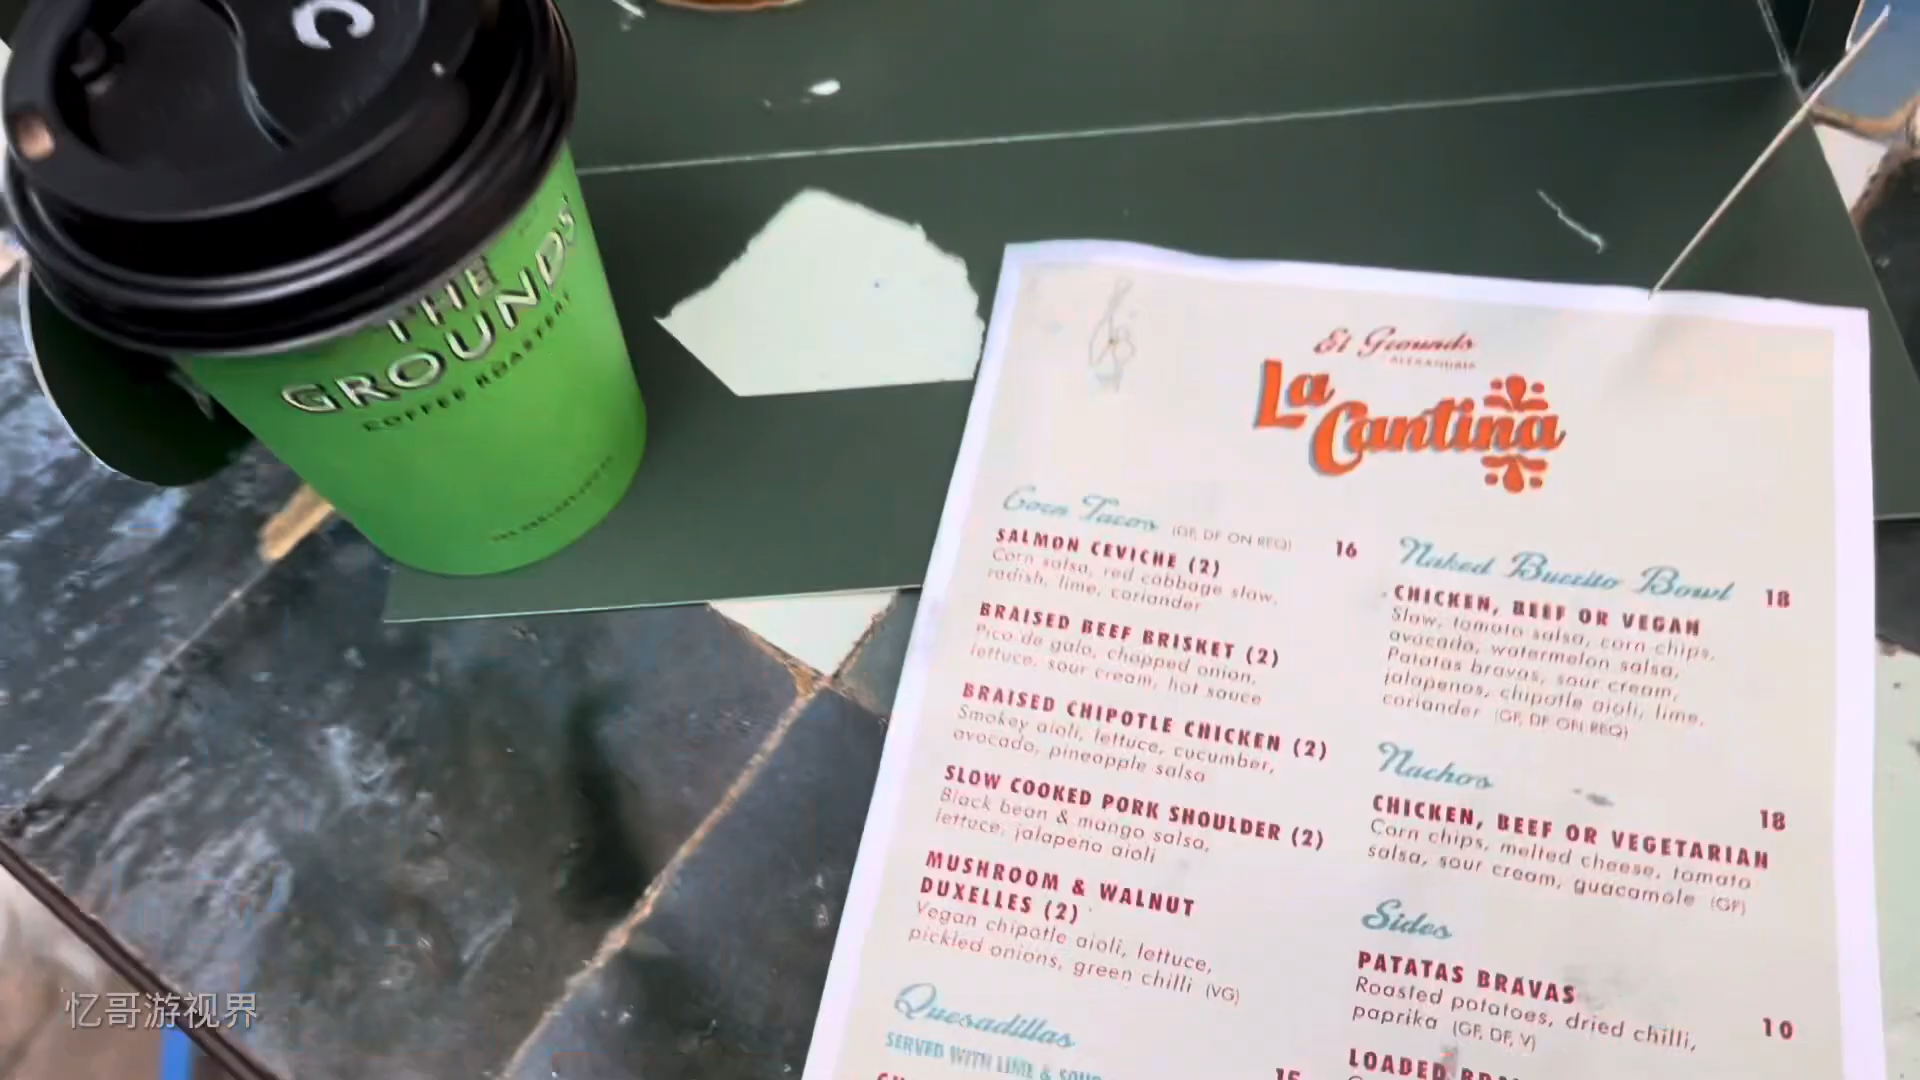 THE
GROUNDS
COFFEE ROASTERS
El Grounds
ALEXANDRIA
La
Cantina
Corn Tacos (GF, DF ON REQ) 16
SALMON CEVICHE (2)
Corn salsa, red cabbage slaw,
radish, lime, coriander
BRAISED BEEF BRISKET (2)
Pico de galo, chopped onion,
lettuce, sour cream, hot sauce
BRAISED CHIPOTLE CHICKEN (2)
Smokey aioli, lettuce, cucumber,
avocado, pineapple salsa
SLOW COOKED PORK SHOULDER (2)
Black bean & mango salsa,
lettuce, jalapeno aioli
MUSHROOM & WALNUT
DUXELLES (2)
Vegan chipotle aioli, lettuce,
pickled onions, green chilli (VG)
Quesadillas
SERVED WITH LIME &
15
Naked Burrito Bowl 18
CHICKEN, BEEF OR VEGAN
Slaw, tomato salsa, corn chips,
avocado, watermelon salsa,
Patatas bravas, sour cream,
jalapenos, chipotle aioli, lime,
coriander (GF, DF ON REQ)
Nachos
18
CHICKEN, BEEF OR VEGETARIAN
Corn chips, melted cheese, tomato
salsa, sour cream, guacamole (GF)
Sides
PATATAS BRAVAS
Roasted potatoes, dried chilli,
paprika (GF, DF, V) 10
LOADED
忆哥游视界